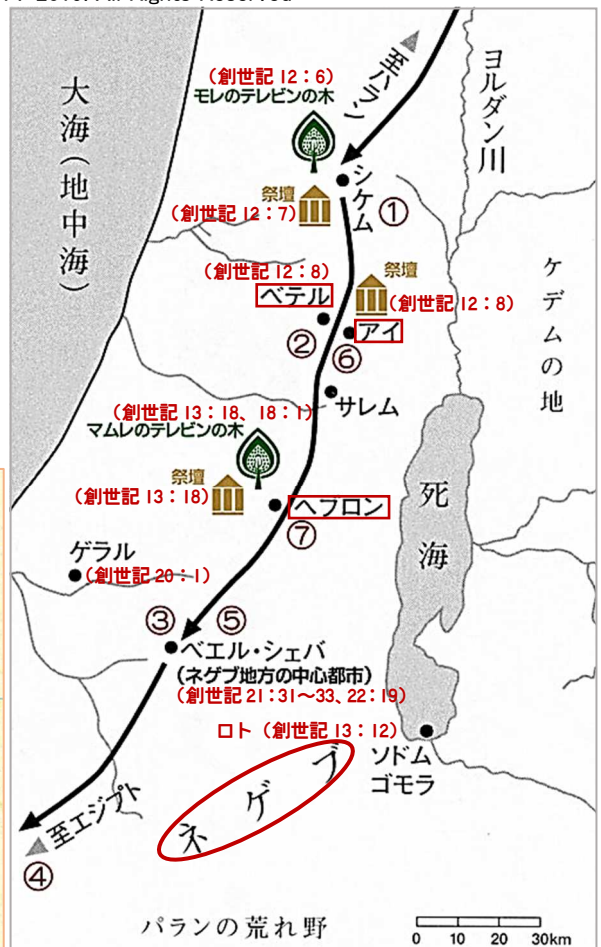 2010. All Rights Reserved
至ハラン
ヨルダン川
大海（地中海）
（創世記 12：6）
モレのテレビンの木
シケム
①
祭壇
（創世記 12：7）
（創世記 12：8）
ベテル
祭壇
（創世記 12：8）
アイ
②
⑥
ケデムの地
サレム
（創世記 13：18、18：1）
マムレのテレビンの木
祭壇
（創世記 13：18）
ヘブロン
⑦
死海
ゲラル
（創世記 20：1）
③
⑤
ベエル・シェバ
（ネゲブ地方の中心都市）
（創世記 21：31～33、22：19）
ロト（創世記 13：12）
ソドム
ゴモラ
ネゲブ
至エジプト
④
パランの荒れ野
0 10 20 30km